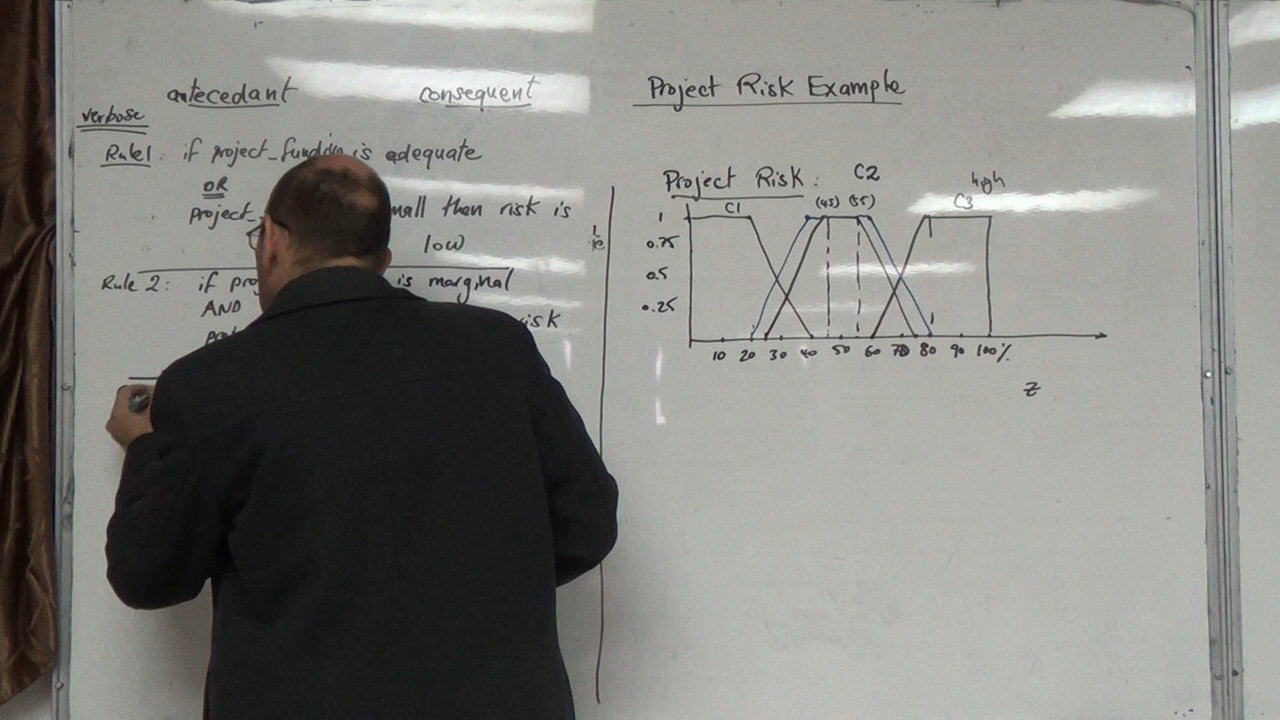 antecedant consequent
verbose
Rule1: if project_funding is adequate
OR
project_ mall then risk is
low
Rule 2: if pro is marginal
AND
risk
Project Risk Example
Project Risk: C2
high
C1 (45) (55) C3
1
0.75
0.5
0.25
10 20 30 40 50 60 70 80 90 100%
z